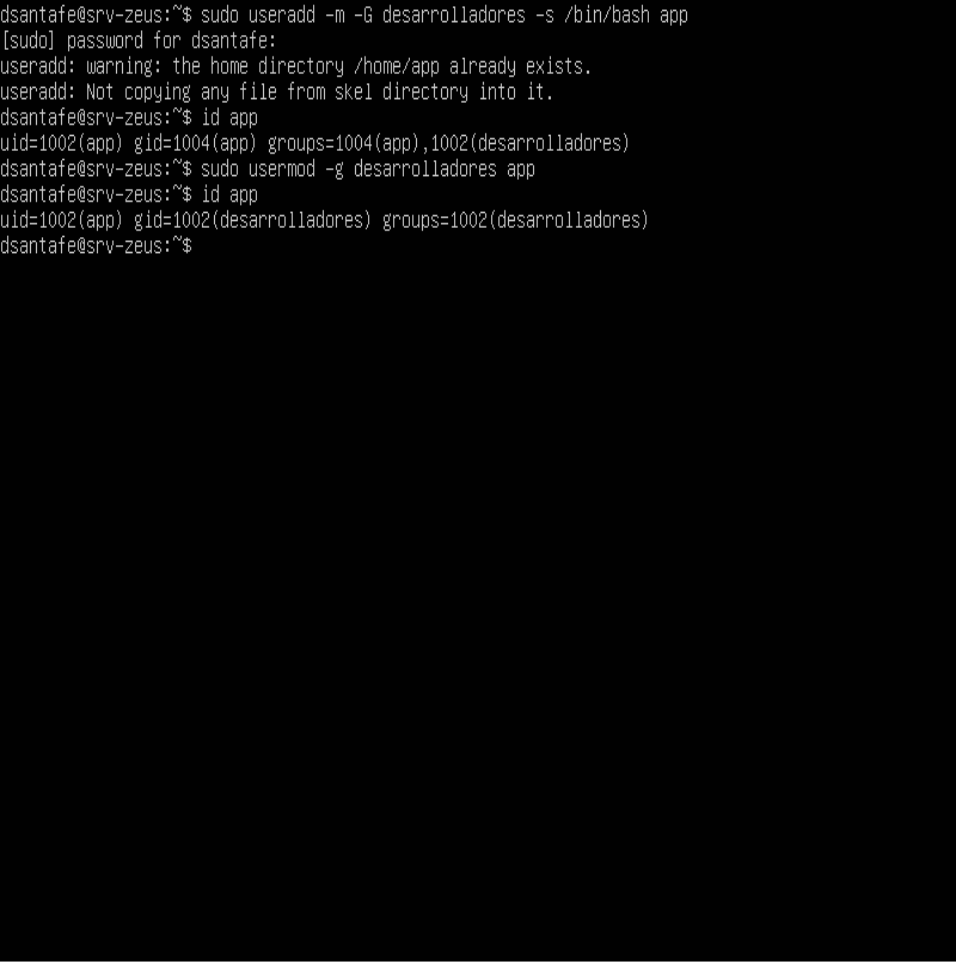 dsantafe@srv-zeus:~$ sudo useradd -m -G desarrolladores -s /bin/bash app
[sudo] password for dsantafe:
useradd: warning: the home directory /home/app already exists.
useradd: Not copying any file from skel directory into it.
dsantafe@srv-zeus:~$ id app
uid=1002(app) gid=1004(app) groups=1004(app),1002(desarrolladores)
dsantafe@srv-zeus:~$ sudo usermod -g desarrolladores app
dsantafe@srv-zeus:~$ id app
uid=1002(app) gid=1002(desarrolladores) groups=1002(desarrolladores)
dsantafe@srv-zeus:~$